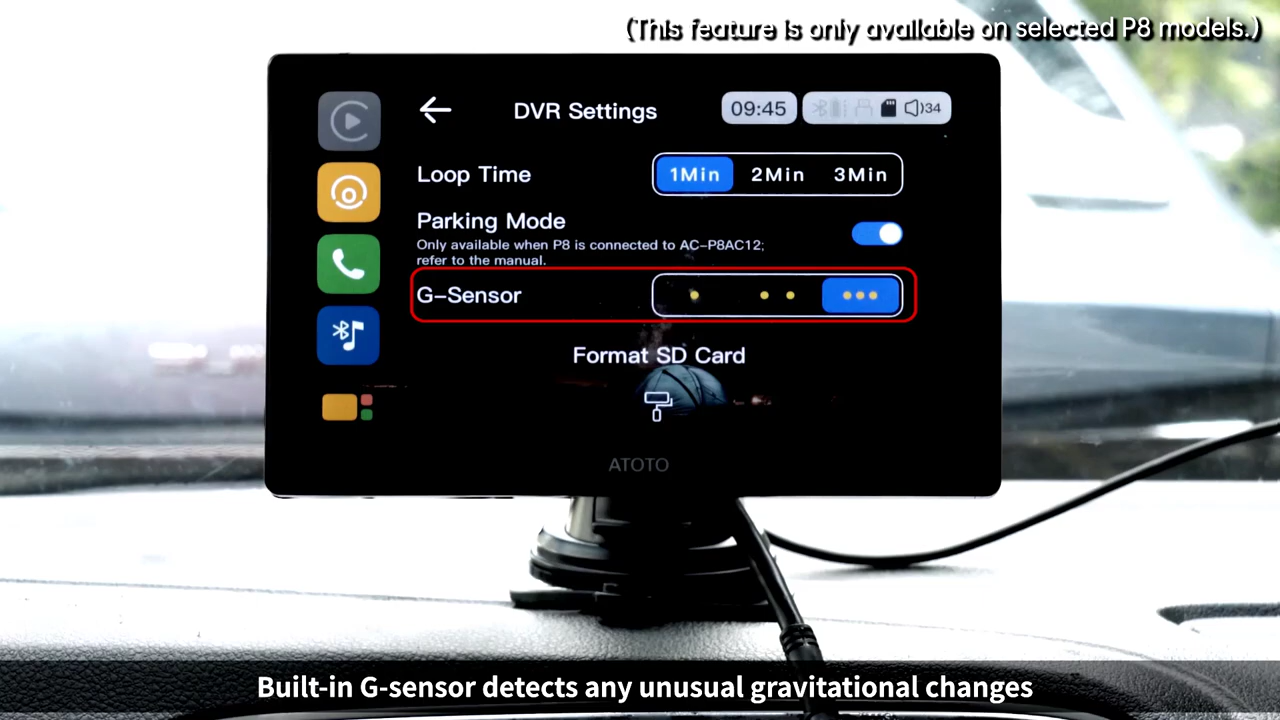 (This feature is only available on selected P8 models.)
DVR Settings
09:45
34
Loop Time
1Min
2Min
3Min
Parking Mode
Only available when P8 is connected to AC-P8AC12;
refer to the manual.
G-Sensor
Format SD Card
ATOTO
Built-in G-sensor detects any unusual gravitational changes